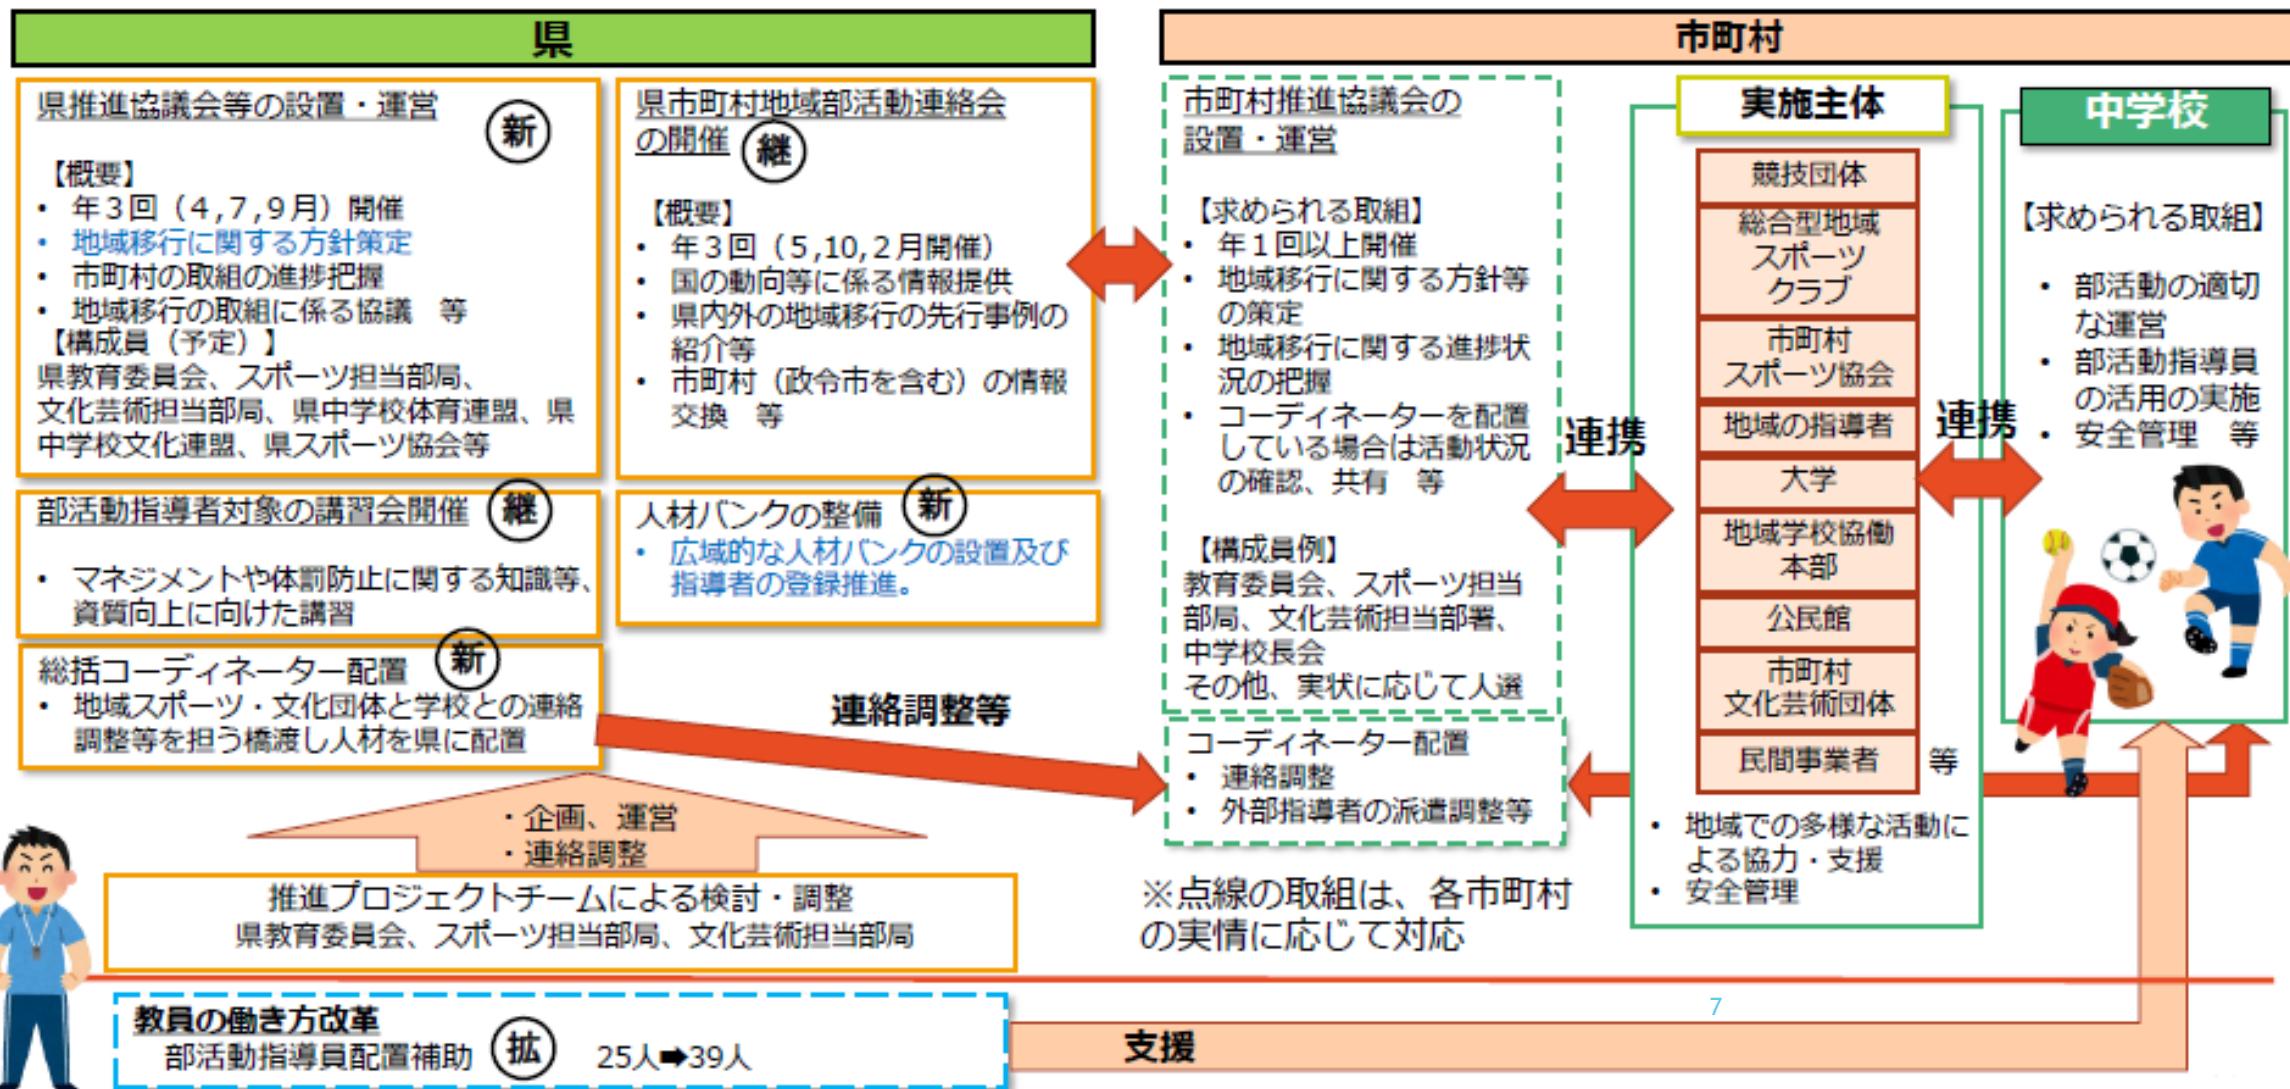 県
県推進協議会等の設置・運営
新
【概要】
• 年3回（4,7,9月）開催
• 地域移行に関する方針策定
• 市町村の取組の進捗把握
• 地域移行の取組に係る協議 等
【構成員（予定）】
県教育委員会、スポーツ担当部局、
文化芸術担当部局、県中学校体育連盟、県
中学校文化連盟、県スポーツ協会等
県市町村地域部活動連絡会
の開催
継
【概要】
• 年3回（5,10,2月開催）
• 国の動向等に係る情報提供
• 県内外の地域移行の先行事例の
紹介等
• 市町村（政令市を含む）の情報
交換 等
部活動指導者対象の講習会開催
継
• マネジメントや体罰防止に関する知識等、
資質向上に向けた講習
人材バンクの整備
新
• 広域的な人材バンクの設置及び
指導者の登録推進。
総括コーディネーター配置
新
• 地域スポーツ・文化団体と学校との連絡
調整等を担う橋渡し人材を県に配置
連絡調整等
・企画、運営
・連絡調整
推進プロジェクトチームによる検討・調整
県教育委員会、スポーツ担当部局、文化芸術担当部局
市町村
市町村推進協議会の
設置・運営
【求められる取組】
• 年1回以上開催
• 地域移行に関する方針等
の策定
• 地域移行に関する進捗状
況の把握
• コーディネーターを配置
している場合は活動状況
の確認、共有 等
【構成員例】
教育委員会、スポーツ担当
部局、文化芸術担当部署、
中学校長会
その他、実状に応じて人選
コーディネーター配置
• 連絡調整
• 外部指導者の派遣調整等
※点線の取組は、各市町村
の実情に応じて対応
連携
実施主体
競技団体
総合型地域
スポーツ
クラブ
市町村
スポーツ協会
地域の指導者
大学
地域学校協働
本部
公民館
市町村
文化芸術団体
民間事業者
等
• 地域での多様な活動に
よる協力・支援
• 安全管理
連携
中学校
【求められる取組】
• 部活動の適切
な運営
• 部活動指導員
の活用の実施
• 安全管理 等
7
教員の働き方改革
部活動指導員配置補助
拡
25人➡39人
支援